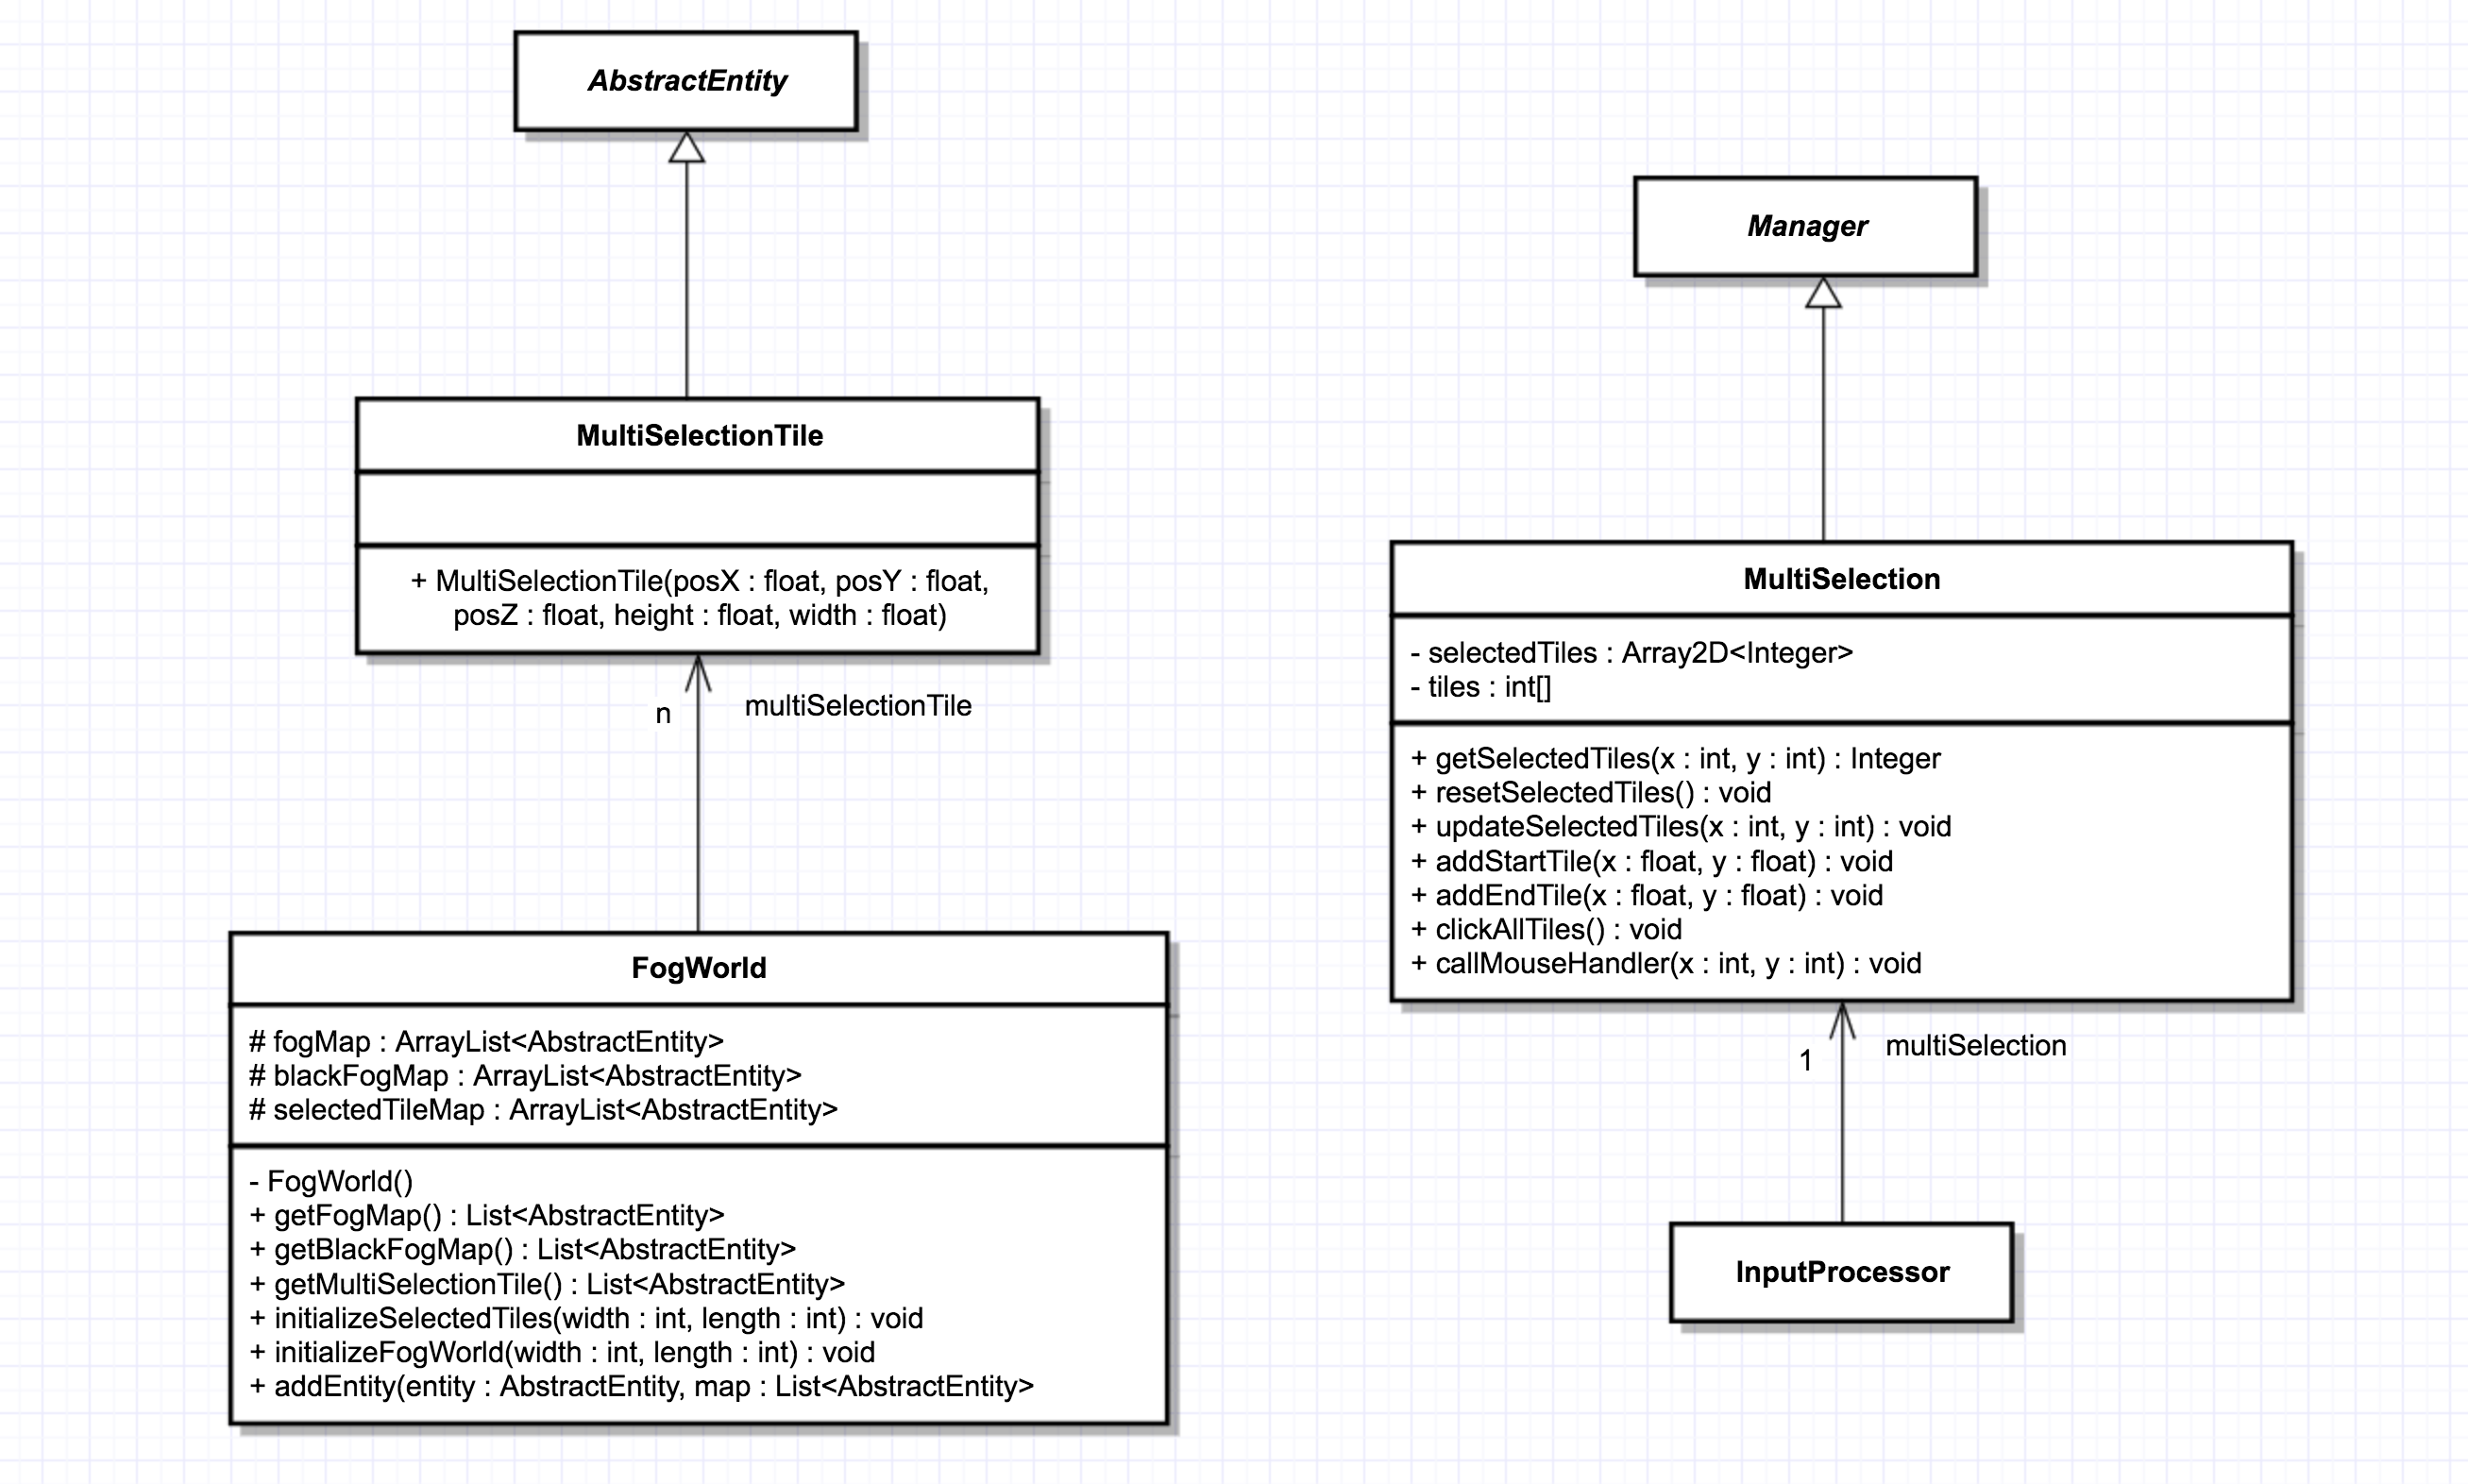 AbstractEntity
MultiSelectionTile
+ MultiSelectionTile(posX : float, posY : float,
posZ : float, height : float, width : float)
n
multiSelectionTile
FogWorld
# fogMap : ArrayList<AbstractEntity>
# blackFogMap : ArrayList<AbstractEntity>
# selectedTileMap : ArrayList<AbstractEntity>
- FogWorld()
+ getFogMap() : List<AbstractEntity>
+ getBlackFogMap() : List<AbstractEntity>
+ getMultiSelectionTile() : List<AbstractEntity>
+ initializeSelectedTiles(width : int, length : int) : void
+ initializeFogWorld(width : int, length : int) : void
+ addEntity(entity : AbstractEntity, map : List<AbstractEntity>
Manager
MultiSelection
- selectedTiles : Array2D<Integer>
- tiles : int[]
+ getSelectedTiles(x : int, y : int) : Integer
+ resetSelectedTiles() : void
+ updateSelectedTiles(x : int, y : int) : void
+ addStartTile(x : float, y : float) : void
+ addEndTile(x : float, y : float) : void
+ clickAllTiles() : void
+ callMouseHandler(x : int, y : int) : void
1
multiSelection
InputProcessor